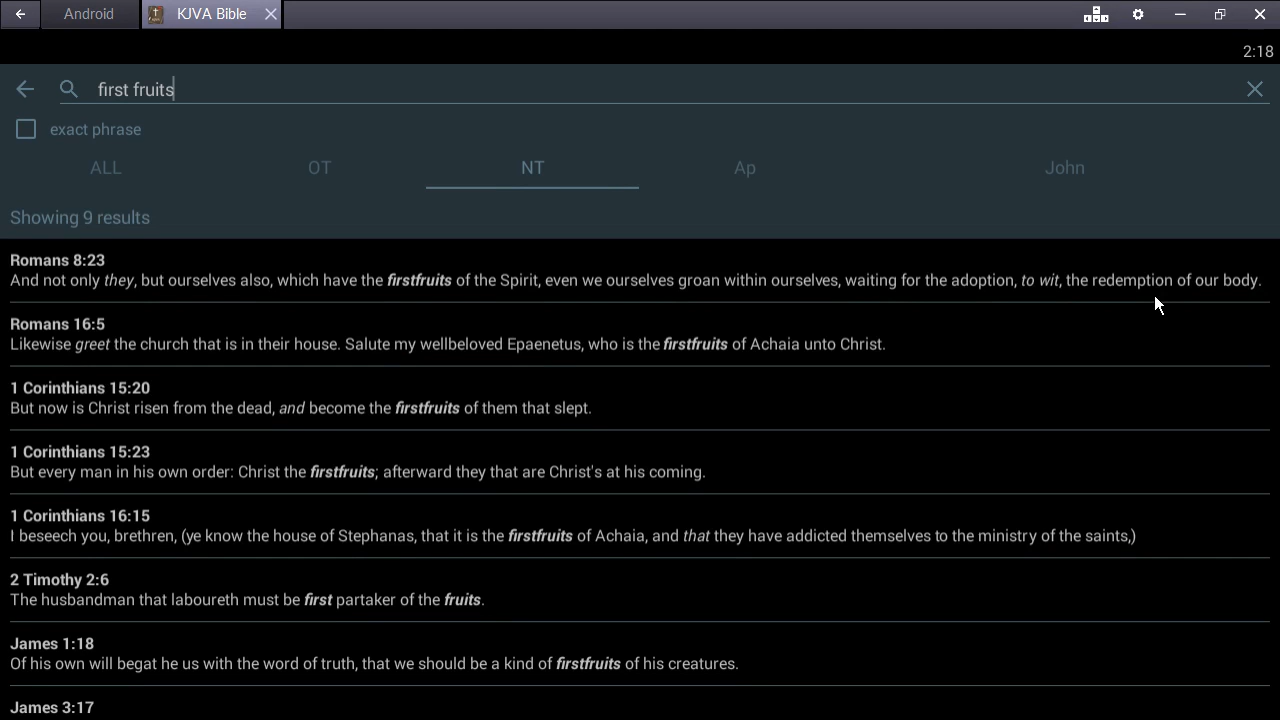 Android
KJVA Bible
2:18
first fruits
exact phrase
ALL OT NT Ap John
Showing 9 results
Romans 8:23
And not only they, but ourselves also, which have the firstfruits of the Spirit, even we ourselves groan within ourselves, waiting for the adoption, to wit, the redemption of our body.
Romans 16:5
Likewise greet the church that is in their house. Salute my wellbeloved Epaenetus, who is the firstfruits of Achaia unto Christ.
1 Corinthians 15:20
But now is Christ risen from the dead, and become the firstfruits of them that slept.
1 Corinthians 15:23
But every man in his own order: Christ the firstfruits; afterward they that are Christ's at his coming.
1 Corinthians 16:15
I beseech you, brethren, (ye know the house of Stephanas, that it is the firstfruits of Achaia, and that they have addicted themselves to the ministry of the saints,)
2 Timothy 2:6
The husbandman that laboureth must be first partaker of the fruits.
James 1:18
Of his own will begat he us with the word of truth, that we should be a kind of firstfruits of his creatures.
James 3:17